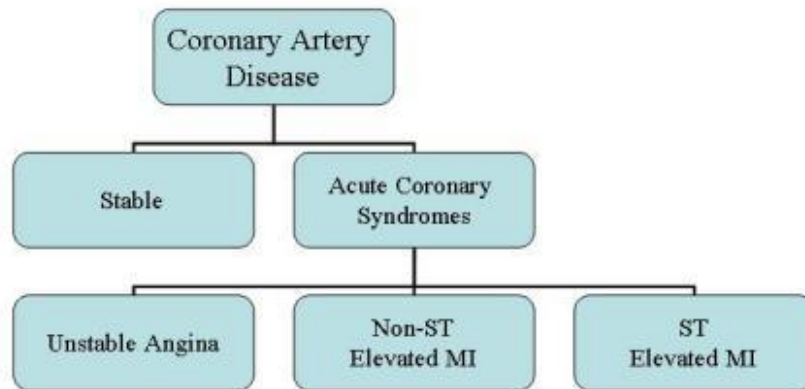 Coronary Artery
Disease
Stable
Acute Coronary
Syndromes
Unstable Angina
Non-ST
Elevated MI
ST
Elevated MI